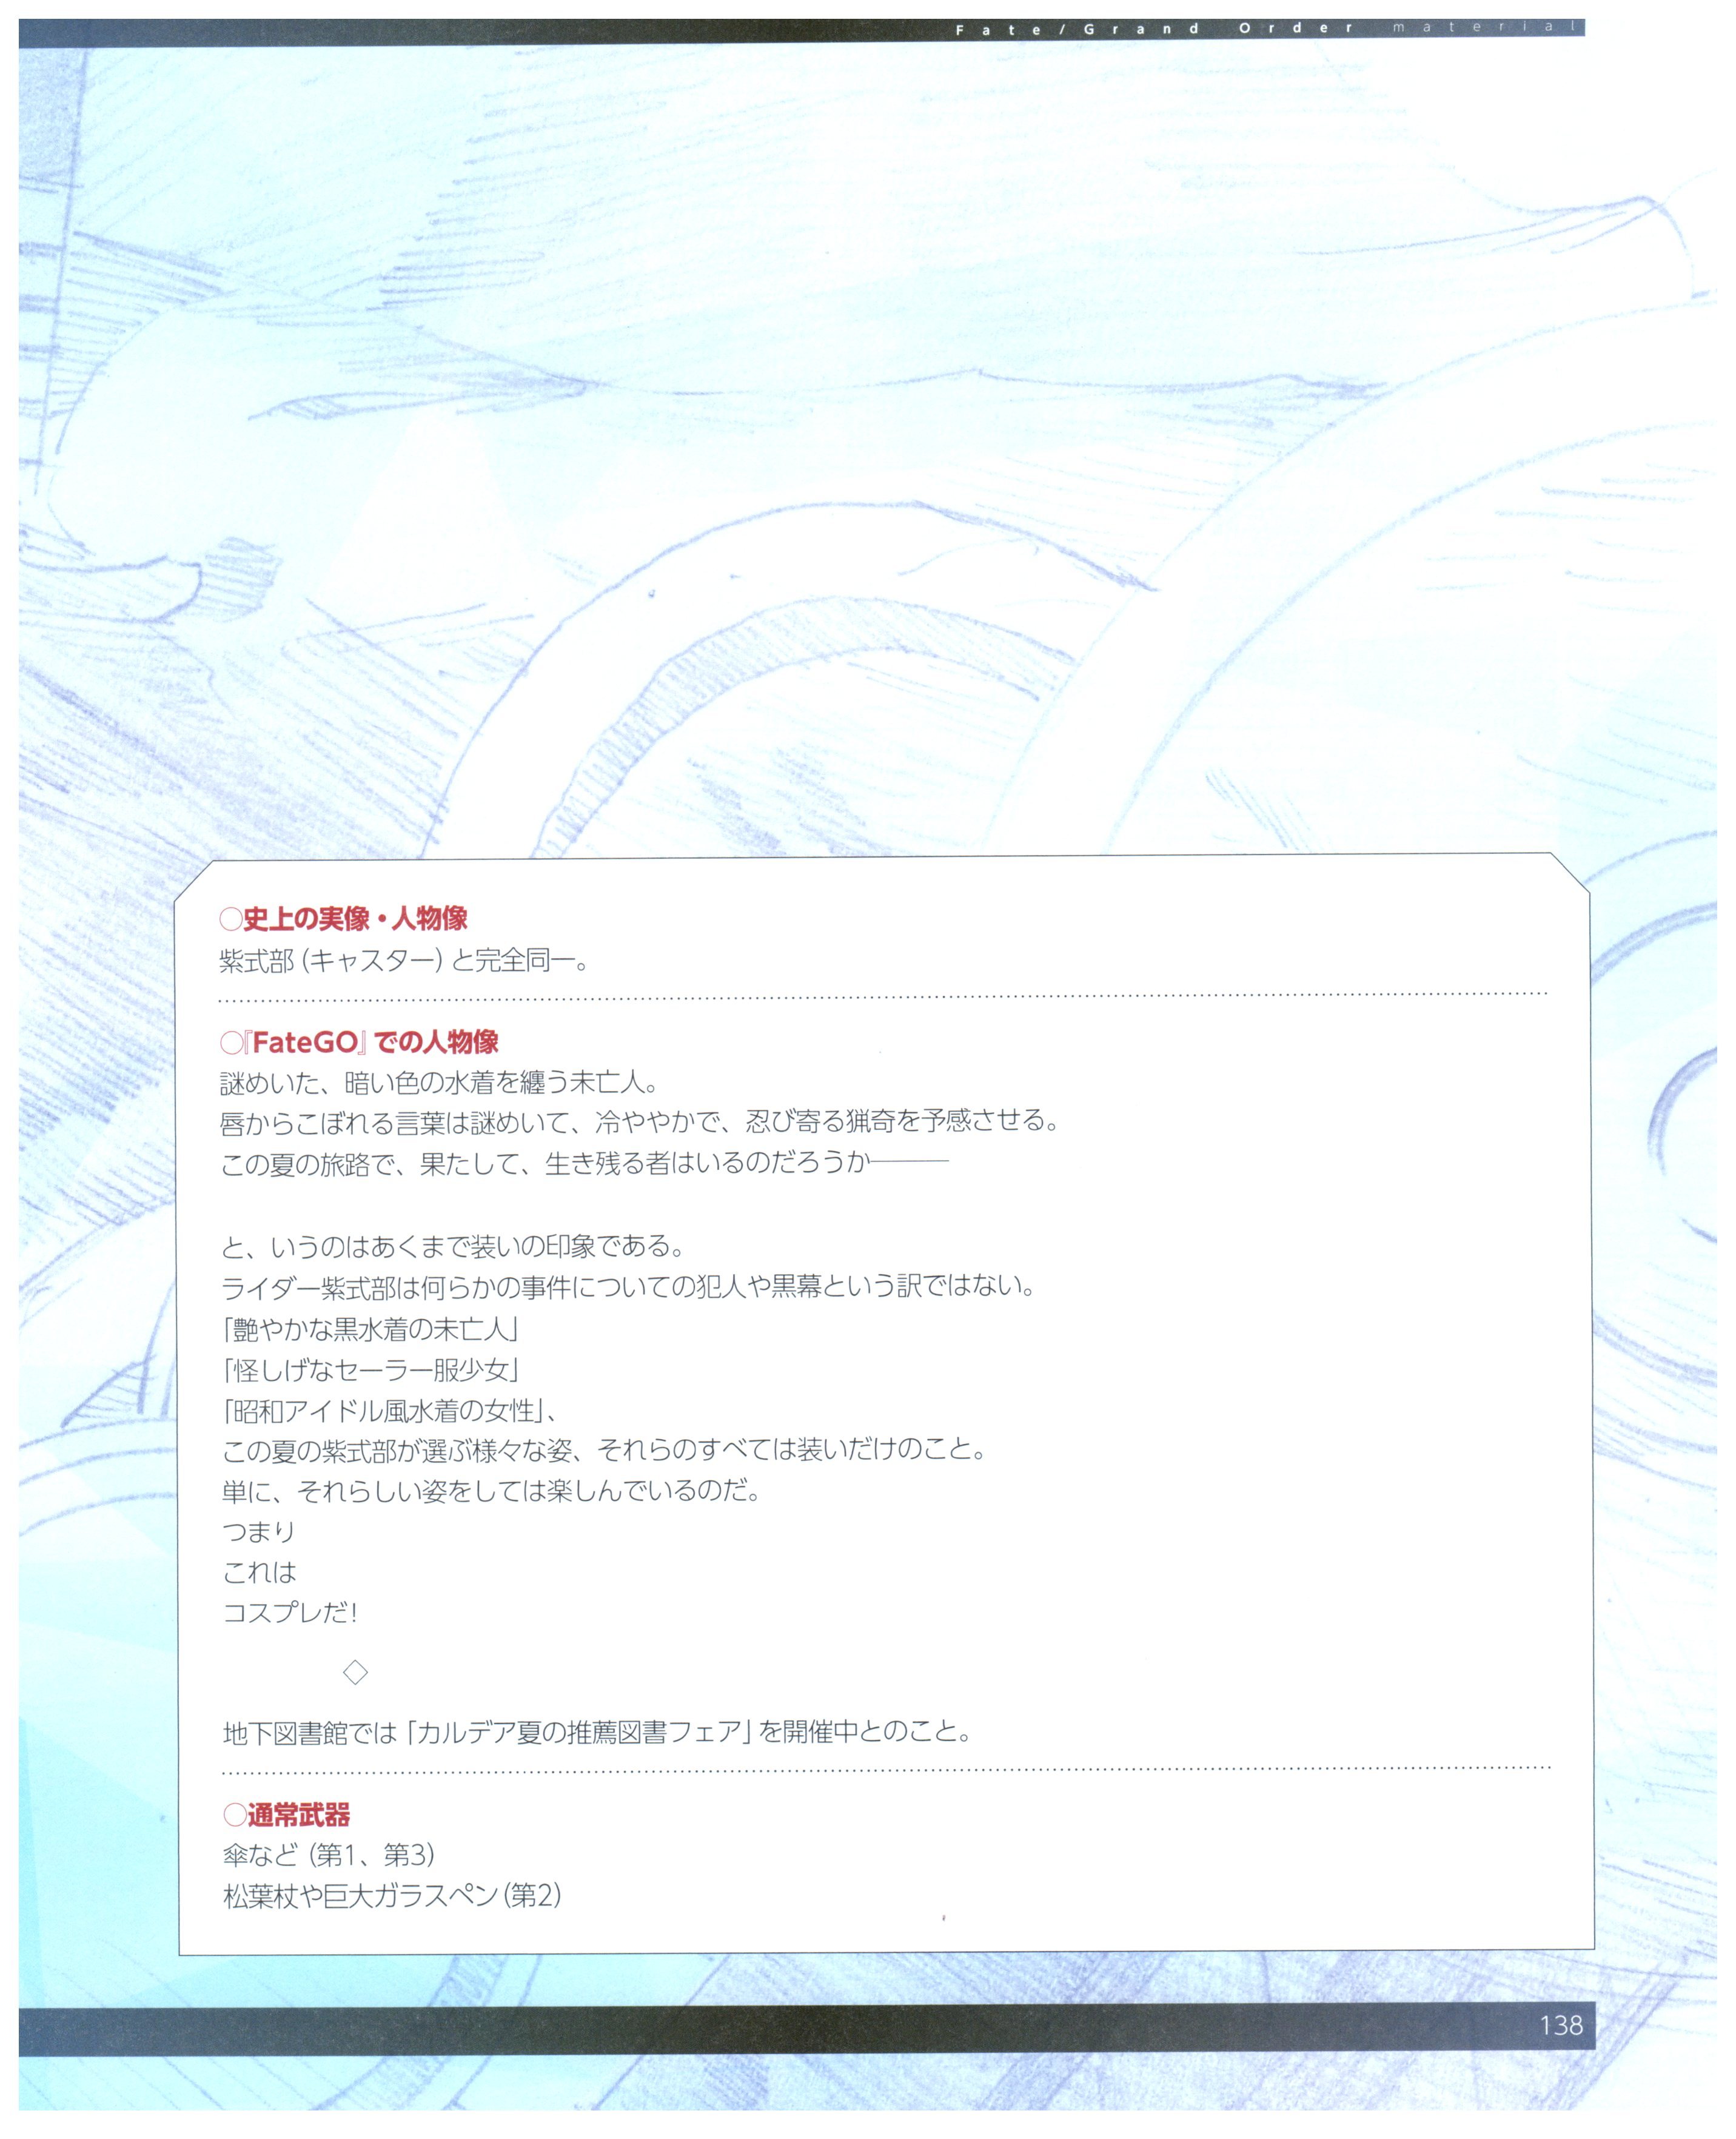 Fate/Grand Order material
○史上の実像・人物像
紫式部(キャスター)と完全同一。
○『FateGO』での人物像
謎めいた、暗い色の水着を纏う未亡人。
唇からこぼれる言葉は謎めいて、冷ややかで、忍び寄る猟奇を予感させる。
この夏の旅路で、果たして、生き残る者はいるのだろうか―――
と、いうのはあくまで装いの印象である。
ライダー紫式部は何らかの事件についての犯人や黒幕という訳ではない。
「艶やかな黒水着の未亡人」
「怪しげなセーラー服少女」
「昭和アイドル風水着の女性」、
この夏の紫式部が選ぶ様々な姿、それらのすべては装いだけのこと。
単に、それらしい姿をしては楽しんでいるのだ。
つまり
これは
コスプレだ!
◇
地下図書館では「カルデア夏の推薦図書フェア」を開催中とのこと。
○通常武器
傘など(第1、第3)
松葉杖や巨大ガラスペン(第2)
138